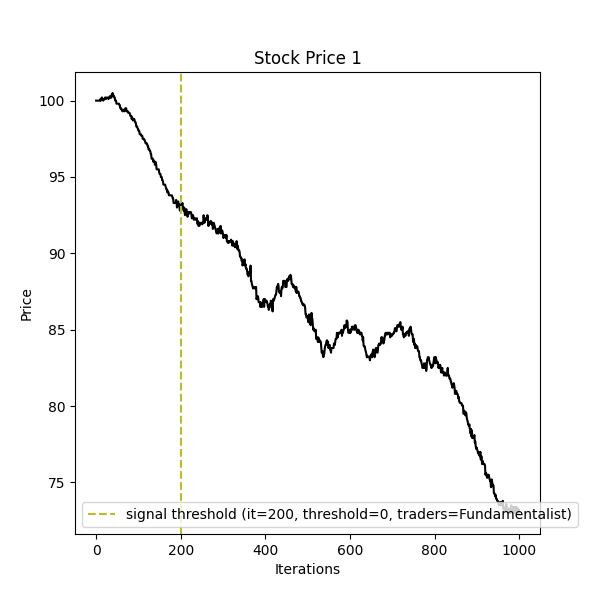 Stock Price 1
Price
100
95
90
85
80
75
signal threshold (it=200, threshold=0, traders=Fundamentalist)
0 200 400 600 800 1000
Iterations